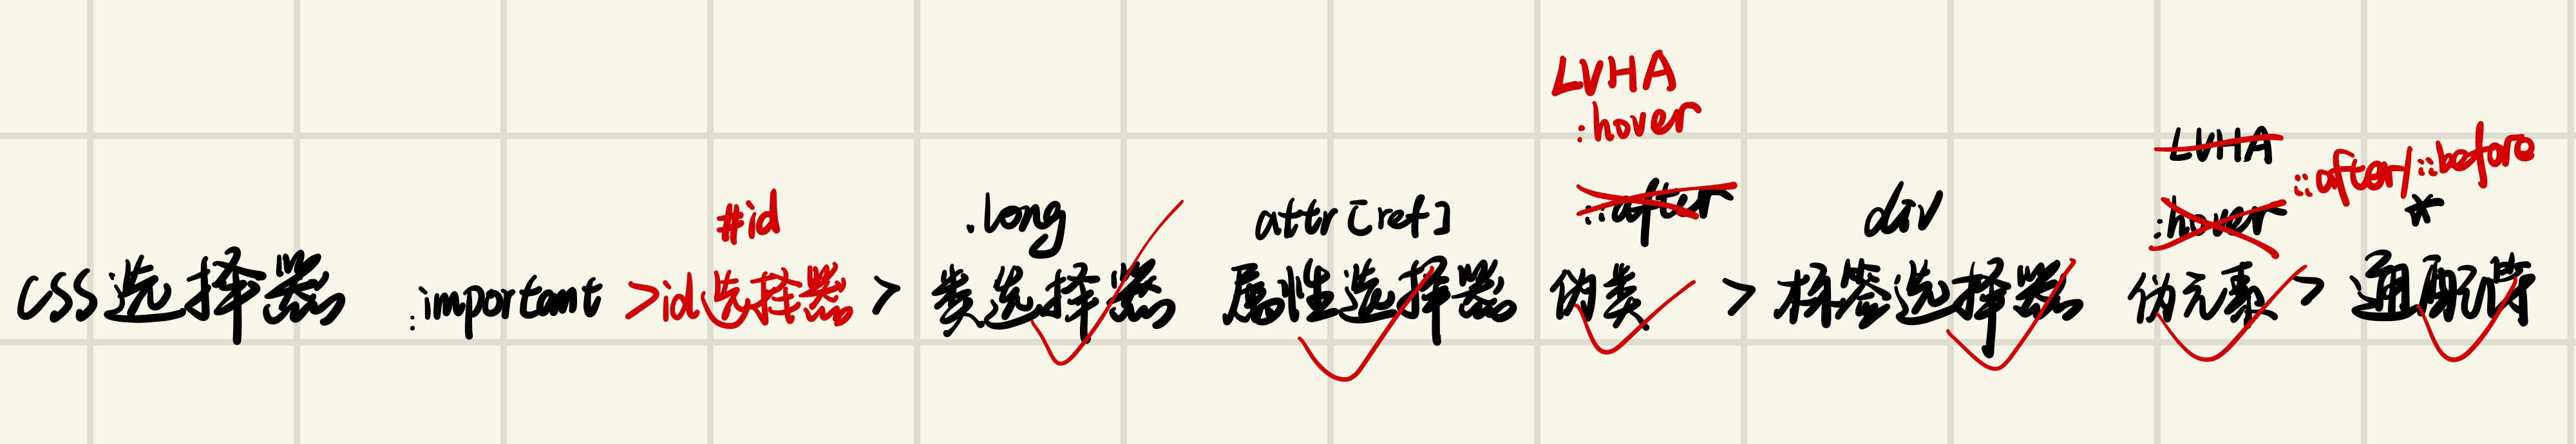 LVHA
:hover
LVHA
::after/::before
#id .long attr[ref] ::after div :hover *
CSS选择器 :important >id选择器 > 类选择器 属性选择器 伪类 > 标签选择器 伪元素 > 通配符